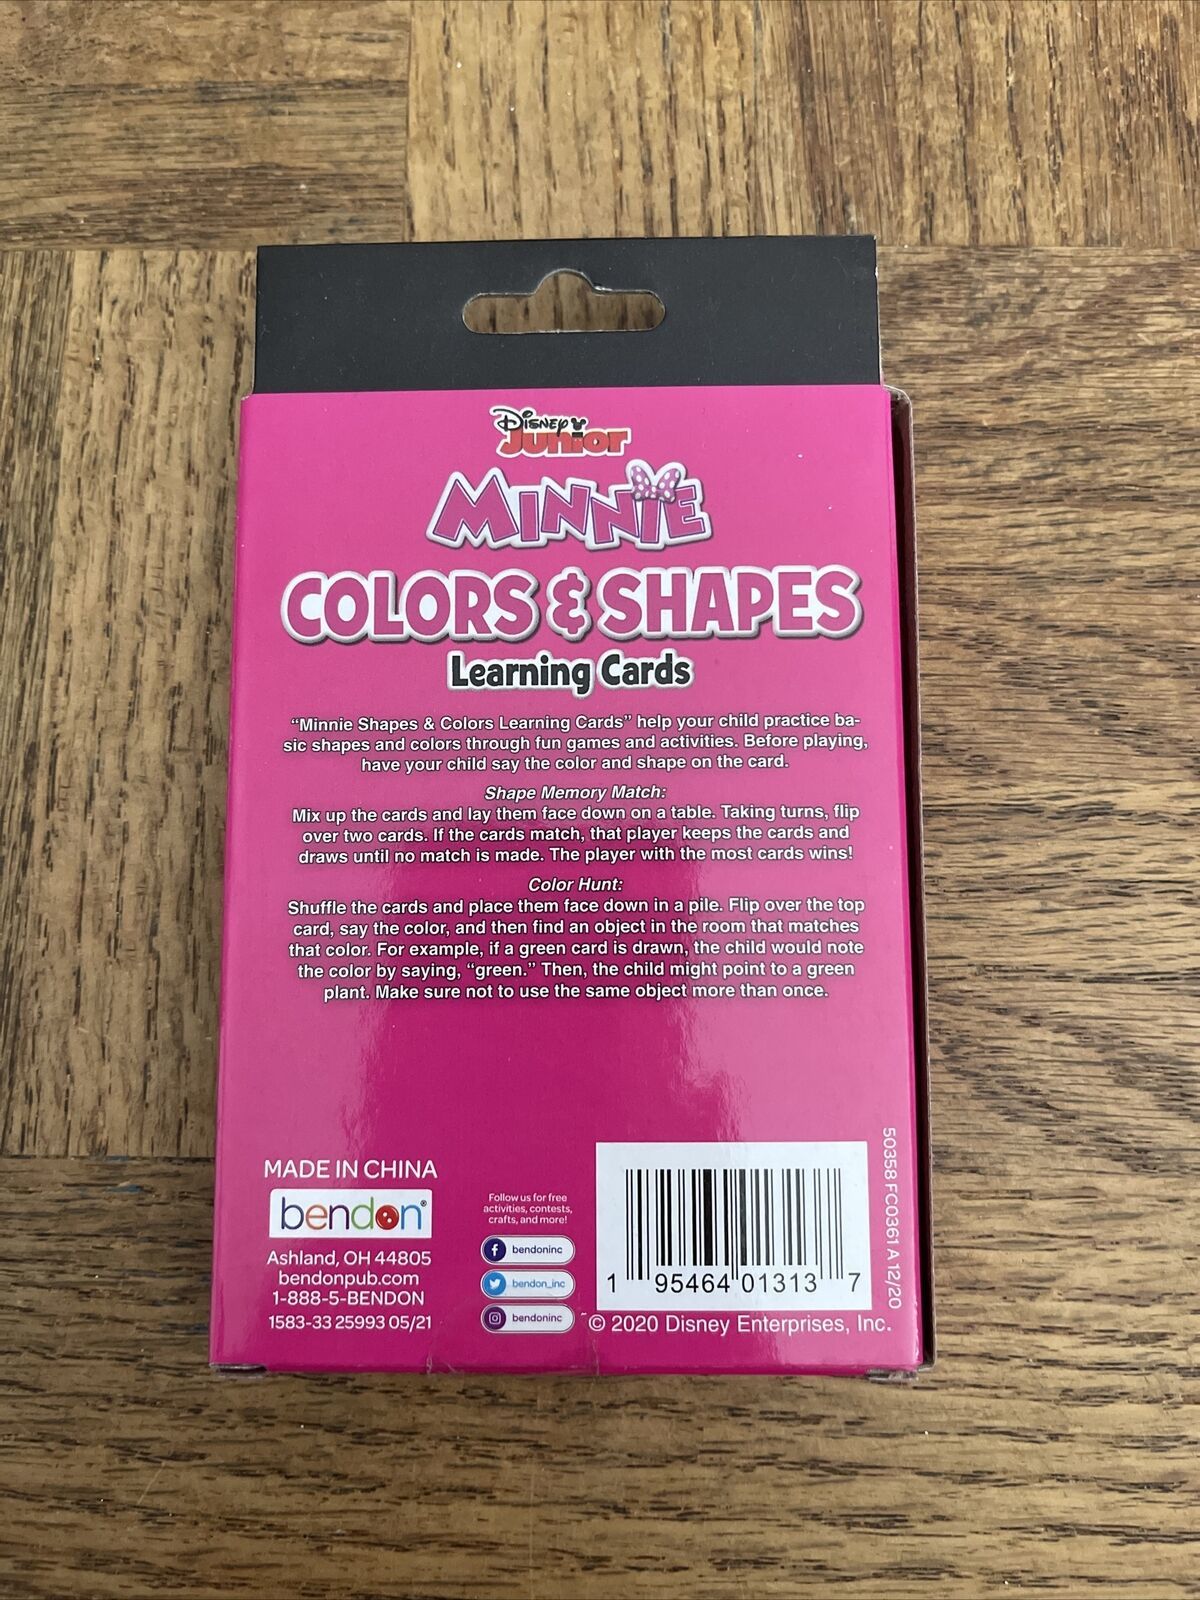 Disney
Junior
MINNIE
COLORS & SHAPES
Learning Cards
“Minnie Shapes & Colors Learning Cards” help your child practice ba-
sic shapes and colors through fun games and activities. Before playing,
have your child say the color and shape on the card.
Shape Memory Match:
Mix up the cards and lay them face down on a table. Taking turns, flip
over two cards. If the cards match, that player keeps the cards and
draws until no match is made. The player with the most cards wins!
Color Hunt:
Shuffle the cards and place them face down in a pile. Flip over the top
card, say the color, and then find an object in the room that matches
that color. For example, if a green card is drawn, the child would note
the color by saying, “green.” Then, the child might point to a green
plant. Make sure not to use the same object more than once.
MADE IN CHINA
bendon®
Ashland, OH 44805
bendonpub.com
1-888-5-BENDON
1583-33 25993 05/21
Follow us for free
activities, contests,
crafts, and more!
f bendoninc
bendon_inc
bendoninc
1 95464 01313 7
© 2020 Disney Enterprises, Inc.
50358 FC0361 A 12/20